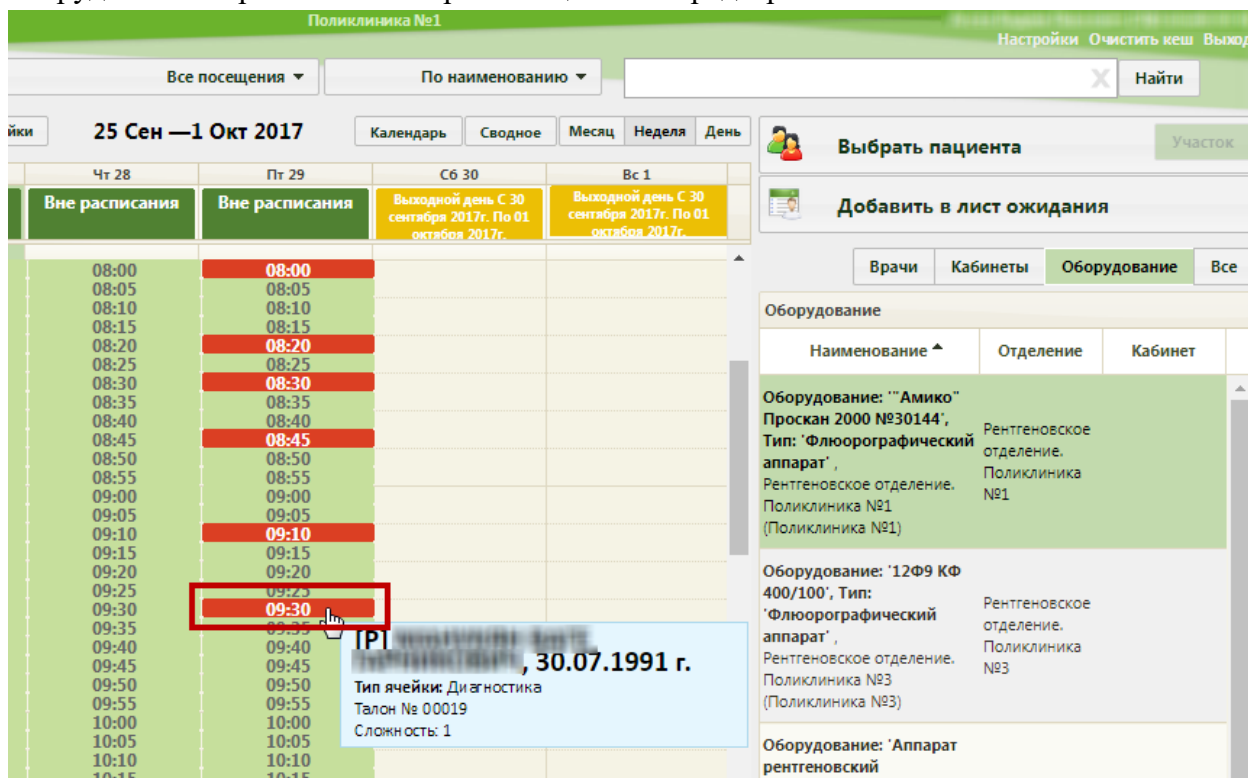 Поликлиника №1
Настройки Очистить кеш Выход
Все посещения По наименованию X Найти
йки 25 Сен —1 Окт 2017 Календарь Сводное Месяц Неделя День
Выбрать пациента Участок
Добавить в лист ожидания
Чт 28 Пт 29 Сб 30 Вс 1
Вне расписания Вне расписания
Выходной день С 30 сентября 2017г. По 01 октября 2017г.
Выходной день С 30 сентября 2017г. По 01 октября 2017г.
08:00 08:00
08:05 08:05
08:10 08:10
08:15 08:15
08:20 08:20
08:25 08:25
08:30 08:30
08:35 08:35
08:40 08:40
08:45 08:45
08:50 08:50
08:55 08:55
09:00 09:00
09:05 09:05
09:10 09:10
09:15 09:15
09:20 09:20
09:25 09:25
09:30 09:30
09:35 09:35
09:40 09:40
09:45 09:45
09:50 09:50
09:55 09:55
10:00 10:00
10:05 10:05
10:10 10:10
10:15 10:15
[Р]
, 30.07.1991 г.
Тип ячейки: Диагностика
Талон № 00019
Сложность: 1
Врачи Кабинеты Оборудование Все
Оборудование
Наименование Отделение Кабинет
Оборудование: '"Амико"
Проскан 2000 №30144',
Тип: 'Флюорографический
аппарат' ,
Рентгеновское отделение.
Поликлиника №1
(Поликлиника №1)
Рентгеновское
отделение.
Поликлиника
№1
Оборудование: '12Ф9 КФ
400/100', Тип:
'Флюорографический
аппарат' ,
Рентгеновское отделение.
Поликлиника №3
(Поликлиника №3)
Рентгеновское
отделение.
Поликлиника
№3
Оборудование: 'Аппарат
рентгеновский